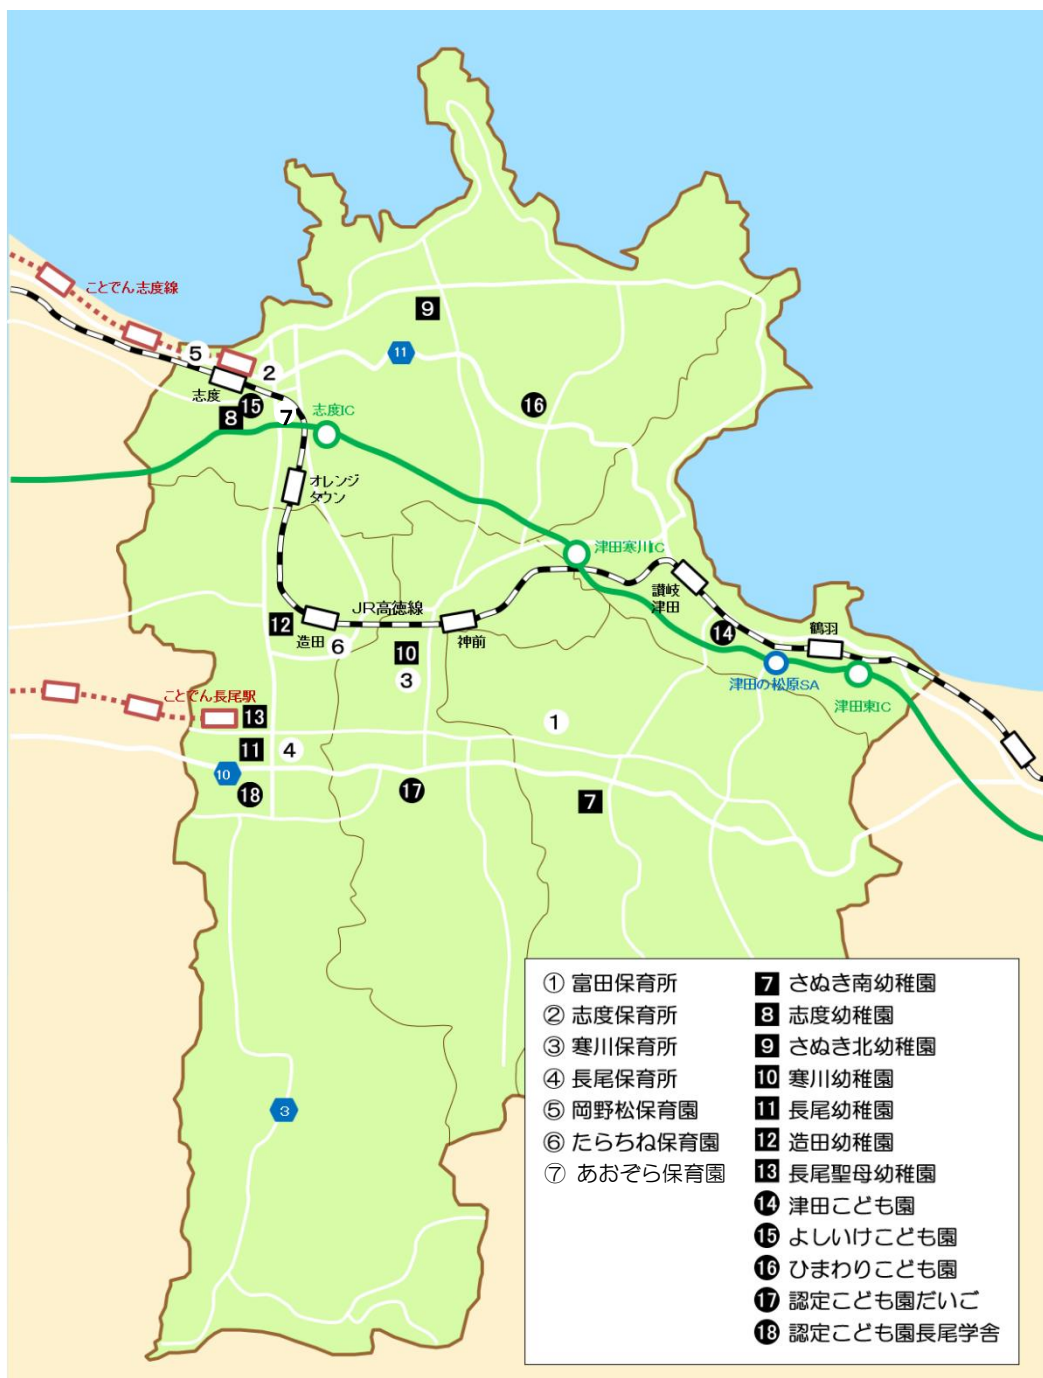 9
ことでん志度線
11
5
2
志度
15
16
8
7
志度IC
オレンジ
タウン
津田寒川IC
讃岐
津田
JR高徳線
12
造田
6
神前
14
鶴羽
10
3
津田の松原SA
津田東IC
ことでん長尾駅
13
1
11
4
10
18
17
7
3
① 富田保育所
② 志度保育所
③ 寒川保育所
④ 長尾保育所
⑤ 岡野松保育園
⑥ たらちね保育園
⑦ あおぞら保育園
7 さぬき南幼稚園
8 志度幼稚園
9 さぬき北幼稚園
10 寒川幼稚園
11 長尾幼稚園
12 造田幼稚園
13 長尾聖母幼稚園
⓮ 津田こども園
⓯ よしいけこども園
⓰ ひまわりこども園
⓱ 認定こども園だいご
⓲ 認定こども園長尾学舎